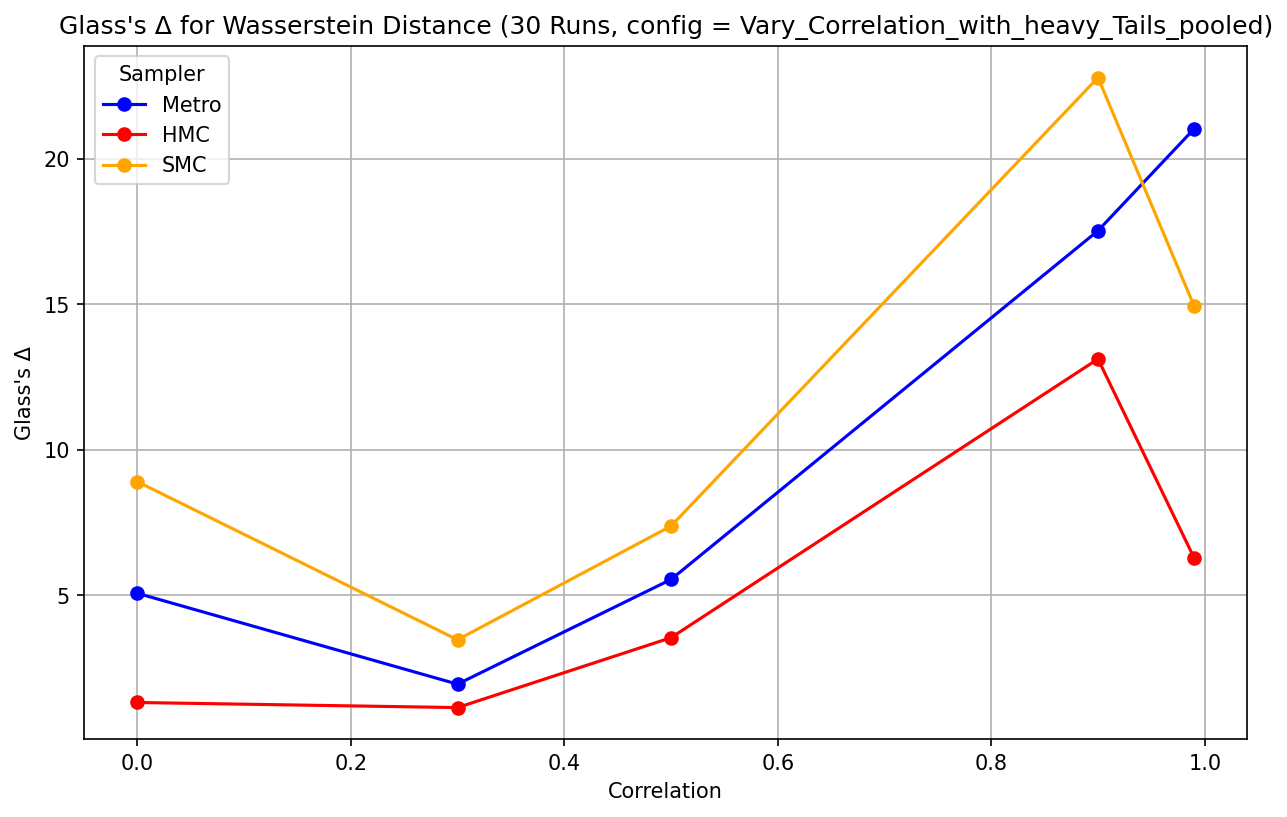 Glass's Δ for Wasserstein Distance (30 Runs, config = Vary_Correlation_with_heavy_Tails_pooled)
Sampler
Metro
HMC
SMC
Glass's Δ
20
15
10
5
0.0
0.2
0.4
0.6
0.8
1.0
Correlation